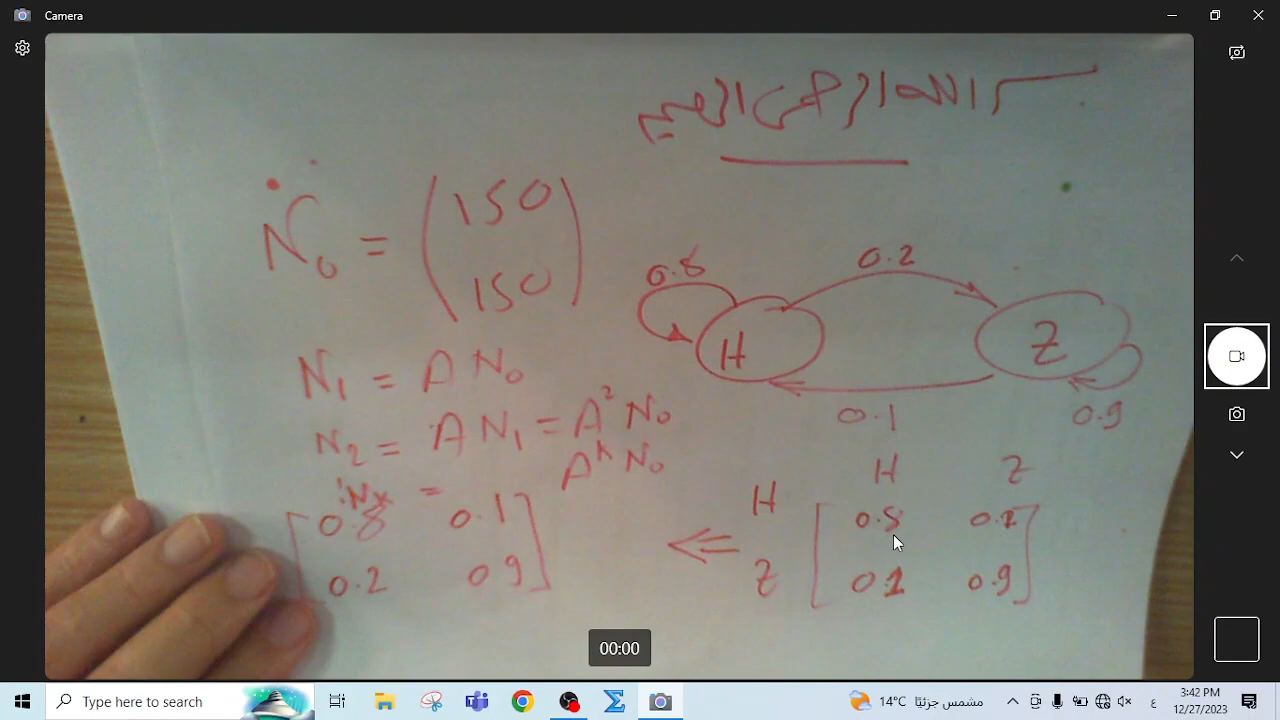 Camera
N₀ = (150
150)
0.8
0.2
H
Z
0.1
0.9
N₁ = A N₀
N₂ = A N₁ = A² N₀
Nₖ = Aᴷ N₀
[0.8 0.1
0.2 0.9]
⇐
H Z
H [0.8 0.2
Z 0.1 0.9]
00:00
Type here to search
14°C مشمس جزئيًا
ع
3:42 PM
12/27/2023